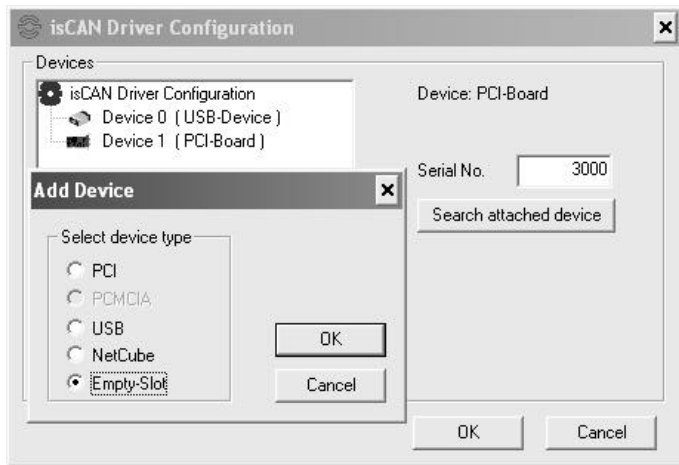 isCAN Driver Configuration
Devices
isCAN Driver Configuration
Device 0 ( USB-Device )
Device 1 ( PCI-Board )
Device: PCI-Board
Serial No. 3000
Search attached device
Add Device
Select device type
PCI
PCMCIA
USB
NetCube
Empty-Slot
OK
Cancel
OK Cancel